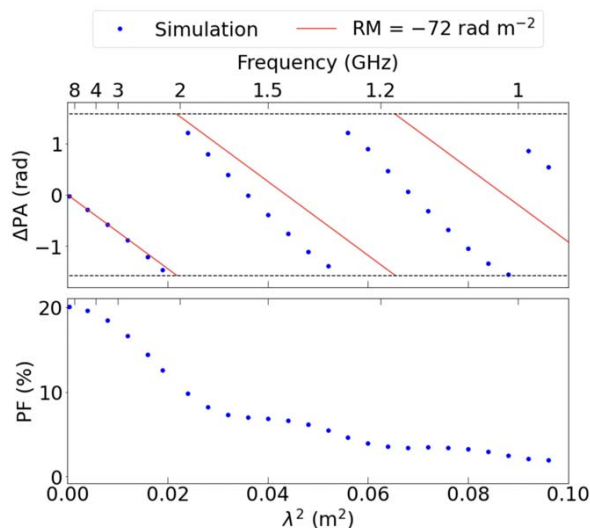 Simulation RM = −72 rad m⁻²
Frequency (GHz)
8 4 3 2 1.5 1.2 1
ΔPA (rad)
1
0
−1
PF (%)
20
10
0
0.00 0.02 0.04 0.06 0.08 0.10
λ² (m²)